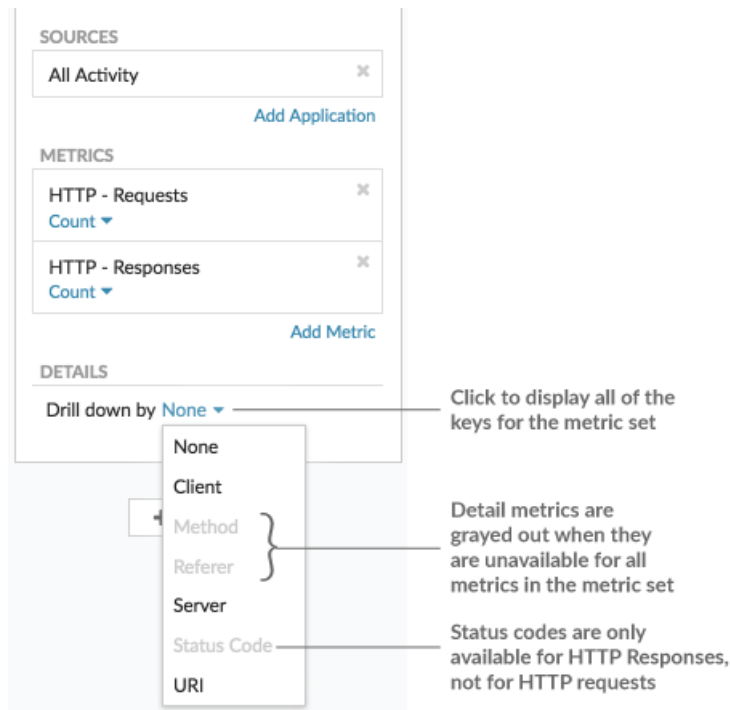 SOURCES
All Activity
Add Application
METRICS
HTTP - Requests
Count
HTTP - Responses
Count
Add Metric
DETAILS
Drill down by None
Click to display all of the
keys for the metric set
None
Client
Method
Referer
Server
Status Code
URI
Detail metrics are
grayed out when they
are unavailable for all
metrics in the metric set
Status codes are only
available for HTTP Responses,
not for HTTP requests